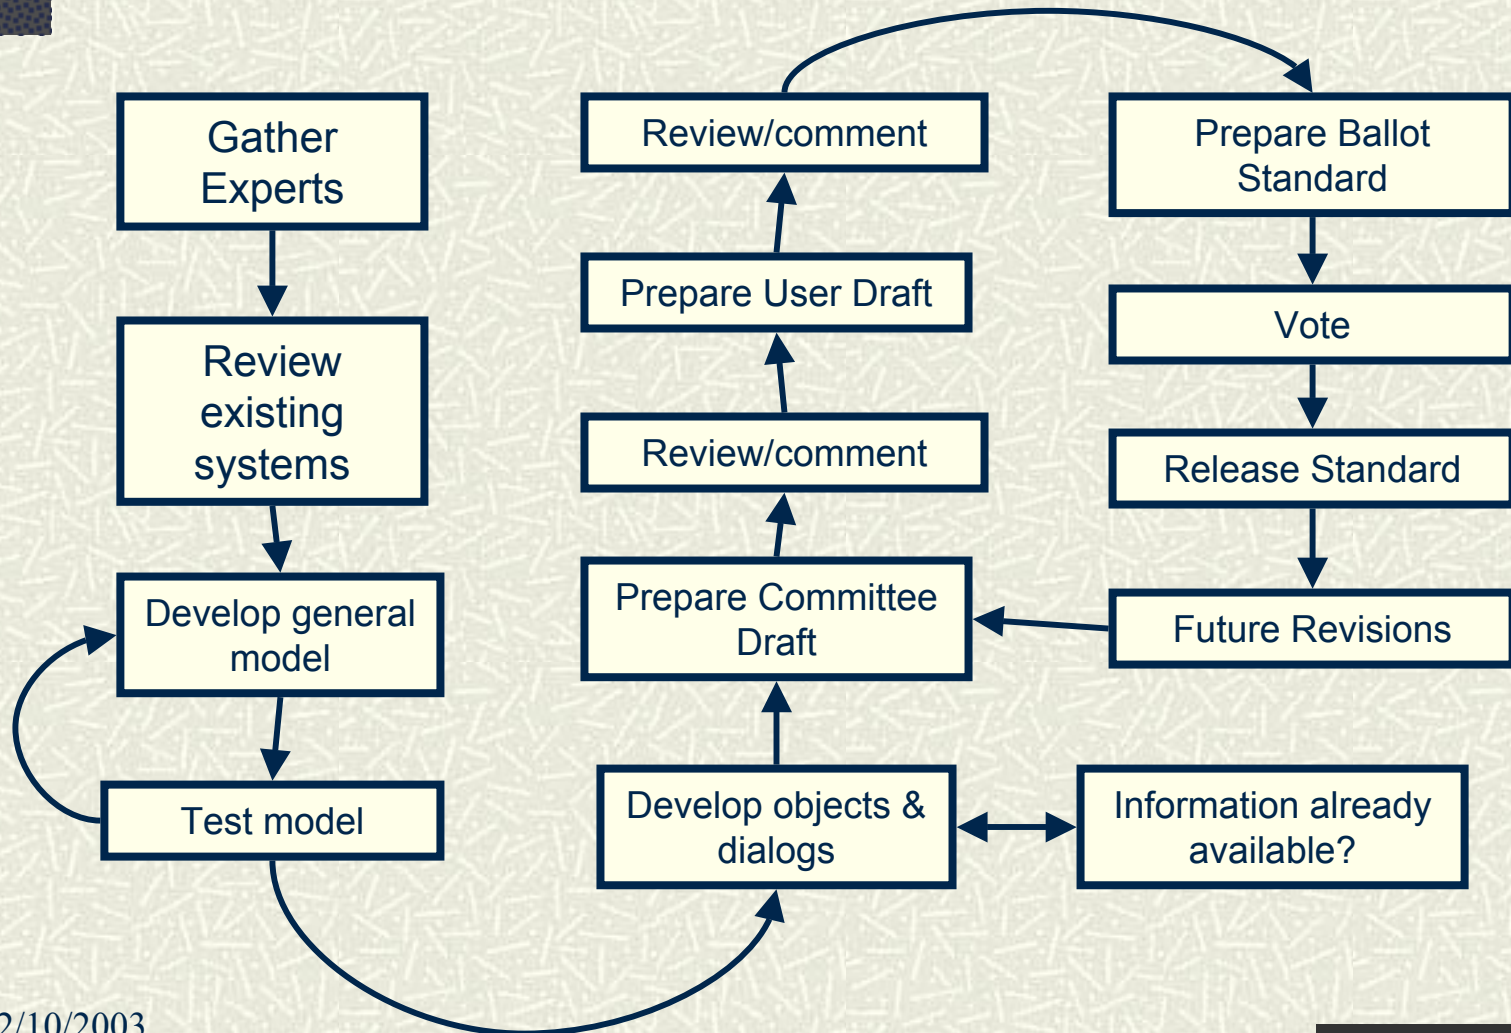 Gather
Experts
Review
existing
systems
Develop general
model
Test model
Review/comment
Prepare User Draft
Review/comment
Prepare Committee
Draft
Develop objects &
dialogs
Prepare Ballot
Standard
Vote
Release Standard
Future Revisions
Information already
available?
2/10/2003